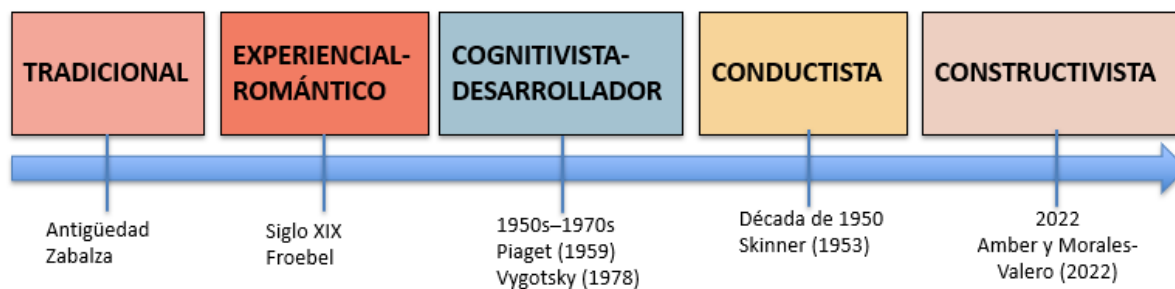 TRADICIONAL
EXPERIENCIAL-
ROMÁNTICO
COGNITIVISTA-
DESARROLLADOR
CONDUCTISTA
CONSTRUCTIVISTA
Antigüedad
Zabalza
Siglo XIX
Froebel
1950s–1970s
Piaget (1959)
Vygotsky (1978)
Década de 1950
Skinner (1953)
2022
Amber y Morales-
Valero (2022)